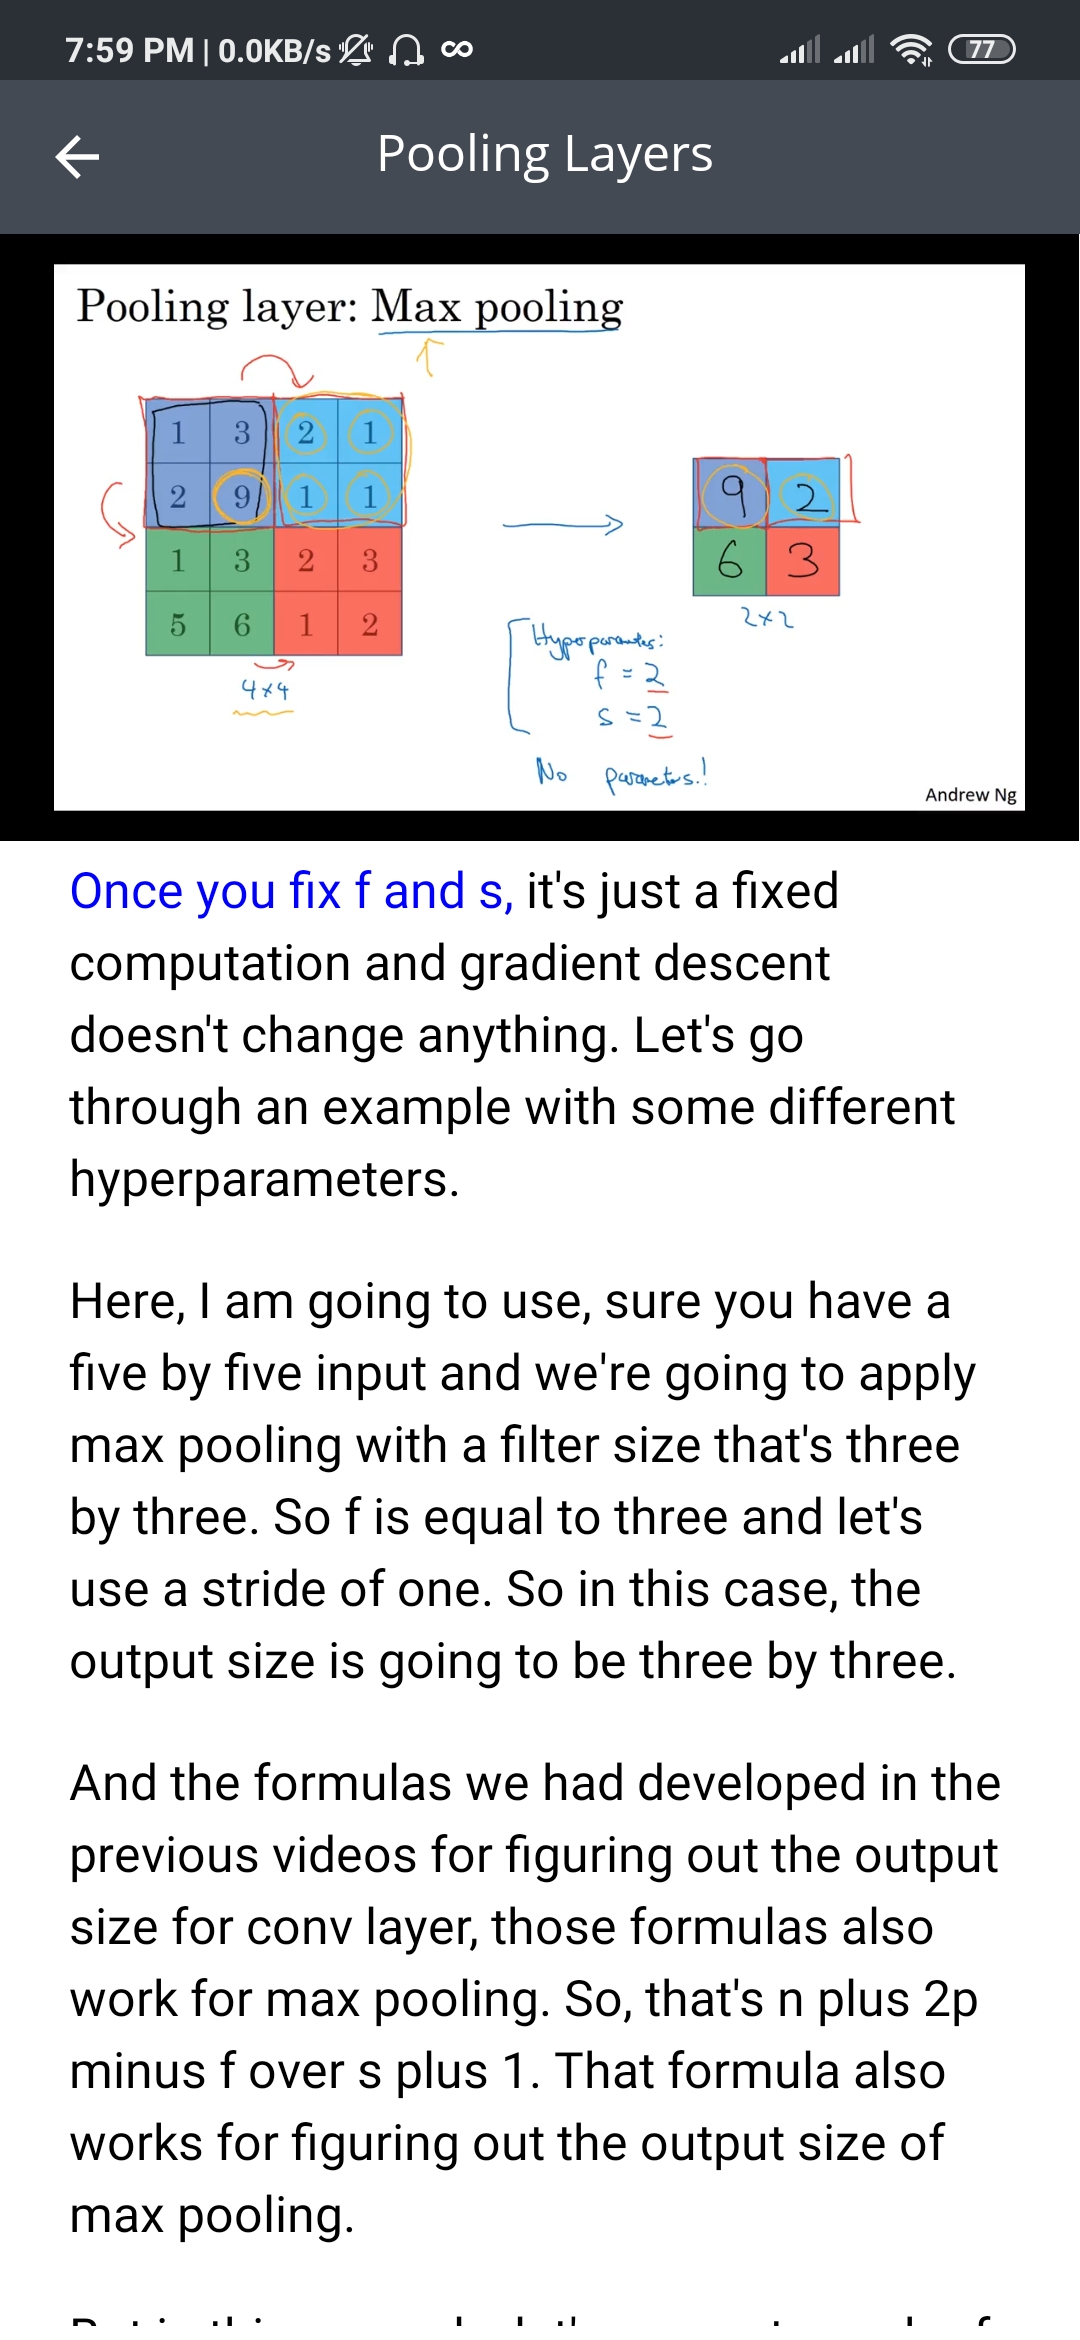 7:59 PM | 0.0KB/s 77
Pooling Layers
Pooling layer: Max pooling
1 3 2 1
2 9 1 1
1 3 2 3
5 6 1 2
4×4
9 2
6 3
2×2
Hyperparameters:
f = 2
s = 2
No parameters!
Andrew Ng
Once you fix f and s, it's just a fixed
computation and gradient descent
doesn't change anything. Let's go
through an example with some different
hyperparameters.
Here, I am going to use, sure you have a
five by five input and we're going to apply
max pooling with a filter size that's three
by three. So f is equal to three and let's
use a stride of one. So in this case, the
output size is going to be three by three.
And the formulas we had developed in the
previous videos for figuring out the output
size for conv layer, those formulas also
work for max pooling. So, that's n plus 2p
minus f over s plus 1. That formula also
works for figuring out the output size of
max pooling.